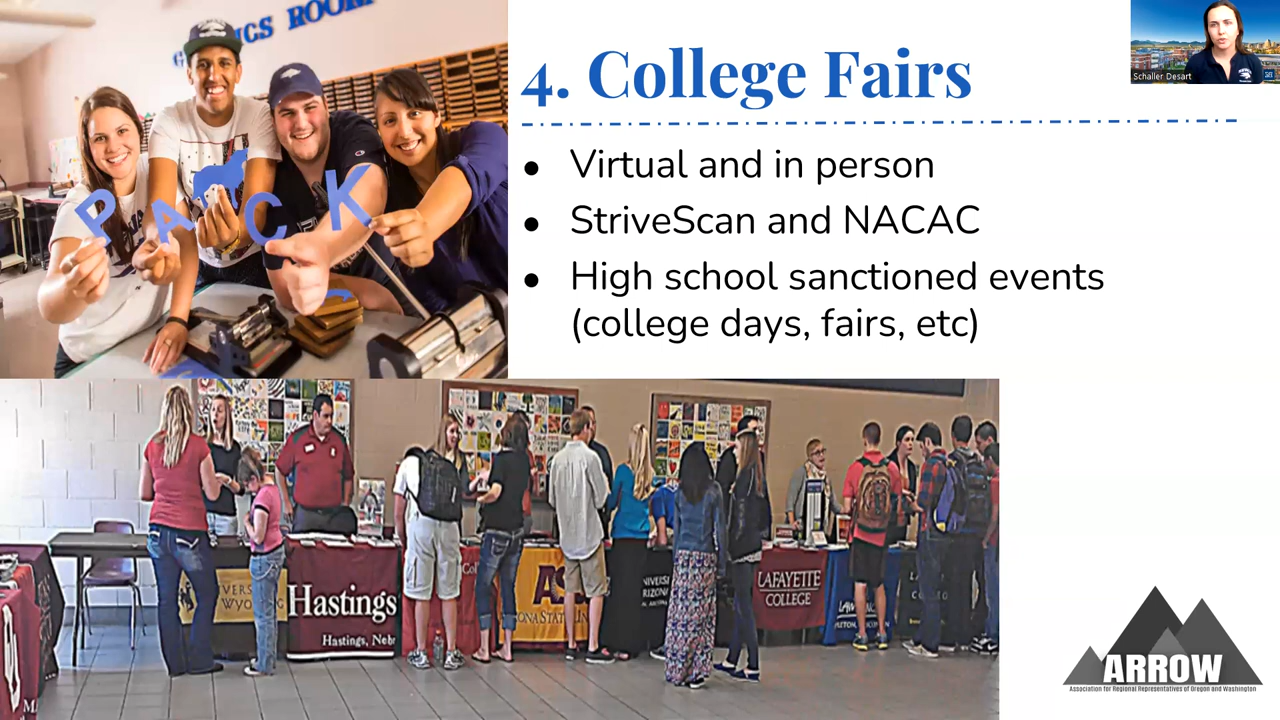 GRAPHICS ROOM
PACK
4. College Fairs
Schaller Desart
● Virtual and in person
● StriveScan and NACAC
● High school sanctioned events
(college days, fairs, etc)
WYOMING
Hastings
Hastings, Nebr
LAFAYETTE
COLLEGE
ARROW
Association for Regional Representatives of Oregon and Washington